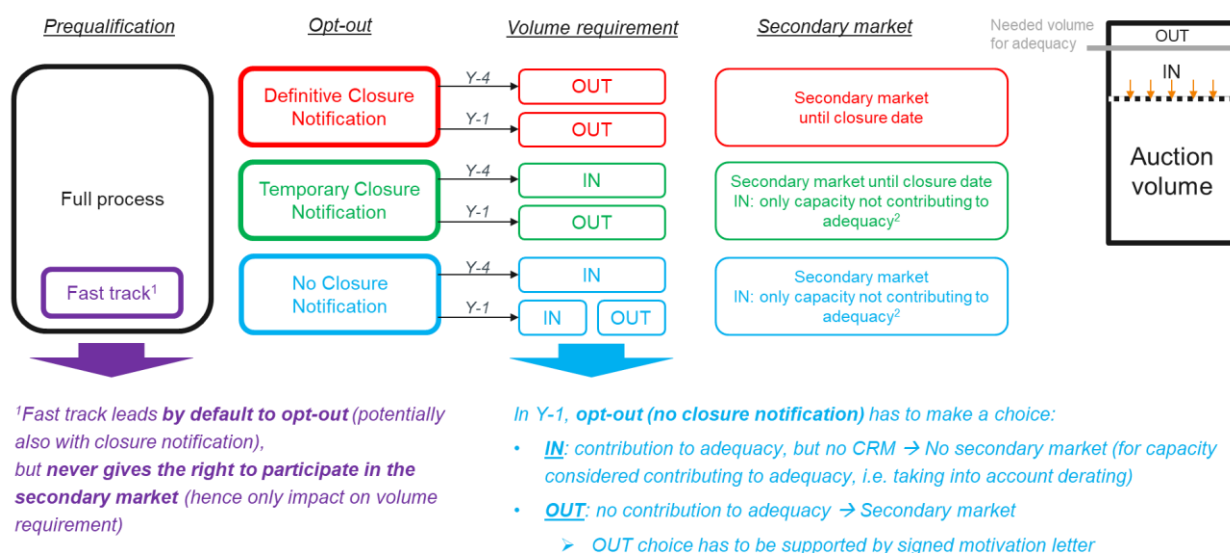 Prequalification
Opt-out
Volume requirement
Secondary market
Needed volume
for adequacy
OUT
IN
Auction
volume
Full process
Fast track¹
Definitive Closure
Notification
Y-4
OUT
Y-1
OUT
Secondary market
until closure date
Temporary Closure
Notification
Y-4
IN
Y-1
OUT
Secondary market until closure date
IN: only capacity not contributing to
adequacy²
No Closure
Notification
Y-4
IN
Y-1
IN
OUT
Secondary market
IN: only capacity not contributing to
adequacy²
¹Fast track leads by default to opt-out (potentially
also with closure notification),
but never gives the right to participate in the
secondary market (hence only impact on volume
requirement)
In Y-1, opt-out (no closure notification) has to make a choice:
• IN: contribution to adequacy, but no CRM → No secondary market (for capacity
considered contributing to adequacy, i.e. taking into account derating)
• OUT: no contribution to adequacy → Secondary market
➢ OUT choice has to be supported by signed motivation letter